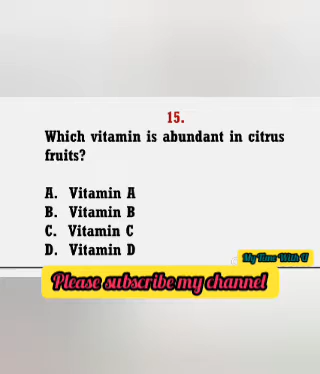 15.
Which vitamin is abundant in citrus
fruits?
A. Vitamin A
B. Vitamin B
C. Vitamin C
D. Vitamin D
My Time With U
Please subscribe my channel